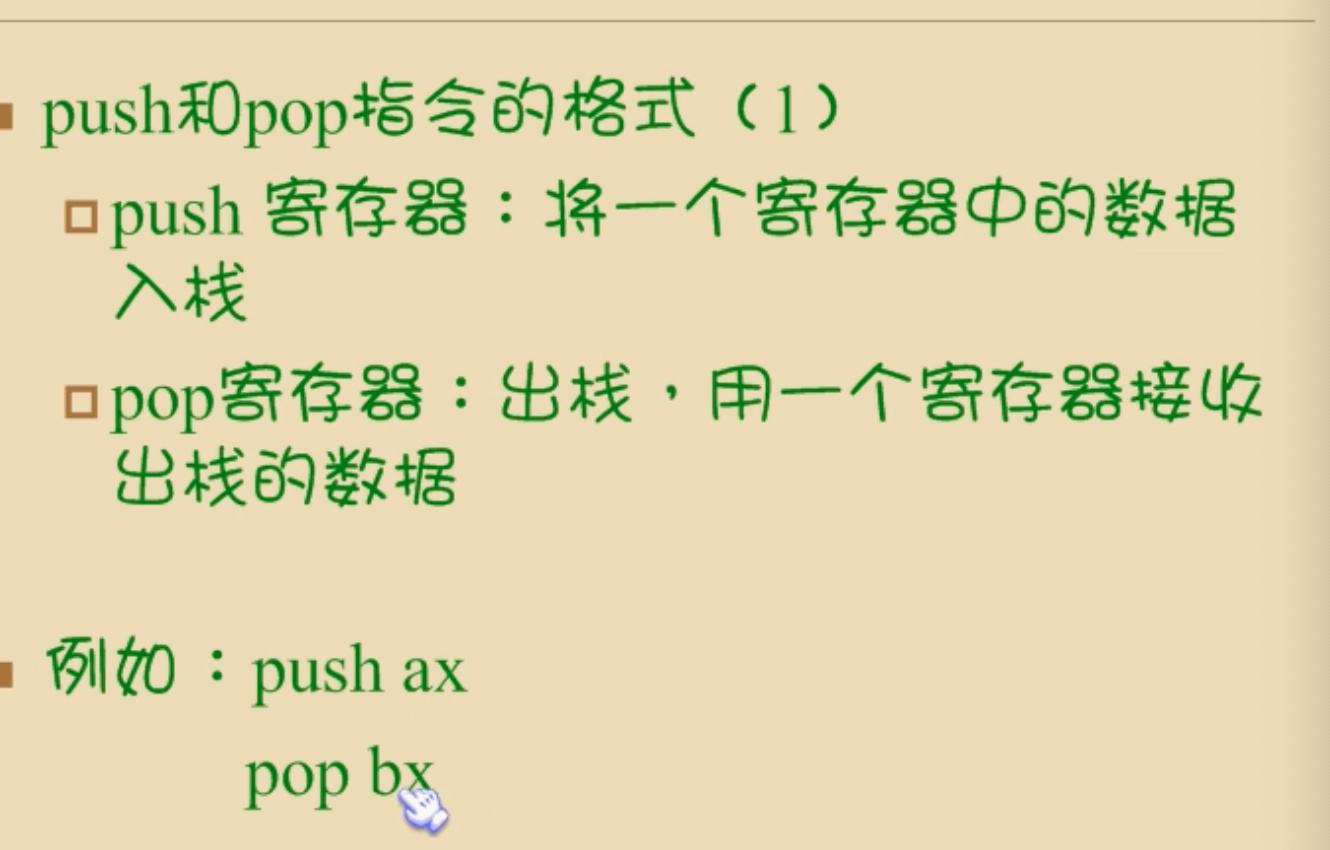 push和pop指令的格式（1）
push 寄存器：将一个寄存器中的数据
入栈
pop寄存器：出栈，用一个寄存器接收
出栈的数据
例如：push ax
pop bx